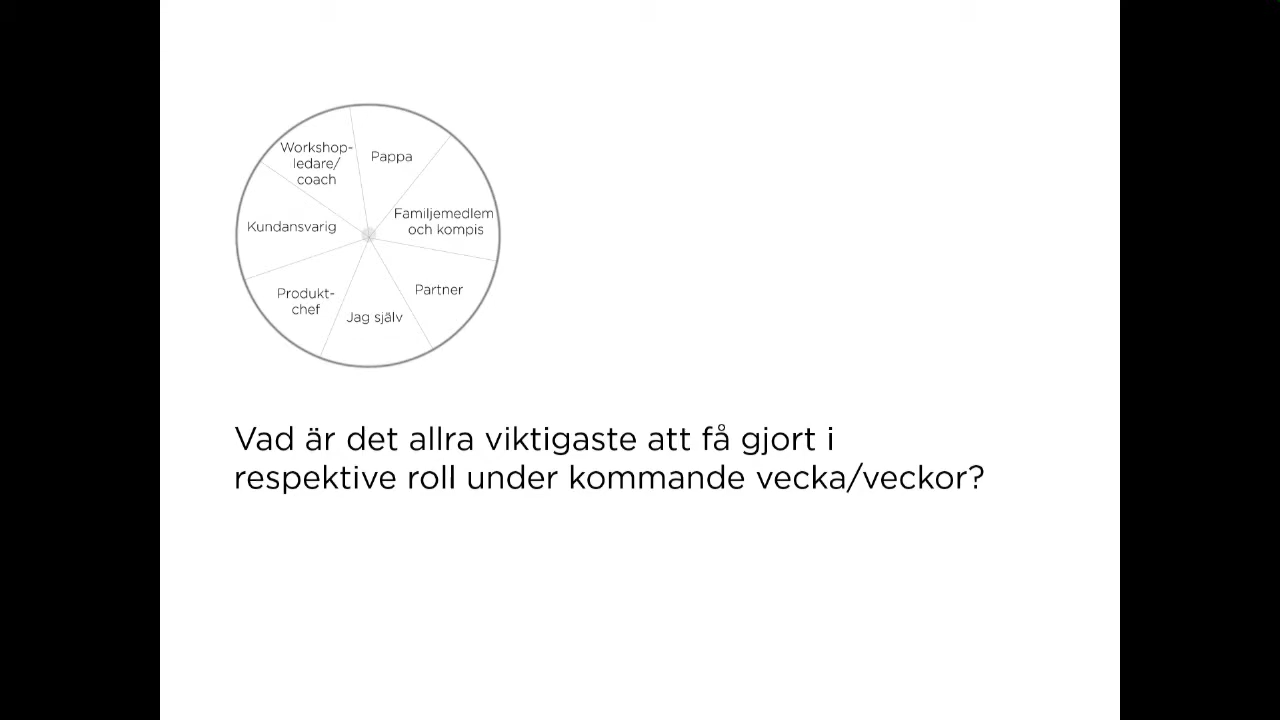 Workshop-
ledare/
coach
Pappa
Familjemedlem
och kompis
Kundansvarig
Partner
Produkt-
chef
Jag själv
Vad är det allra viktigaste att få gjort i
respektive roll under kommande vecka/veckor?